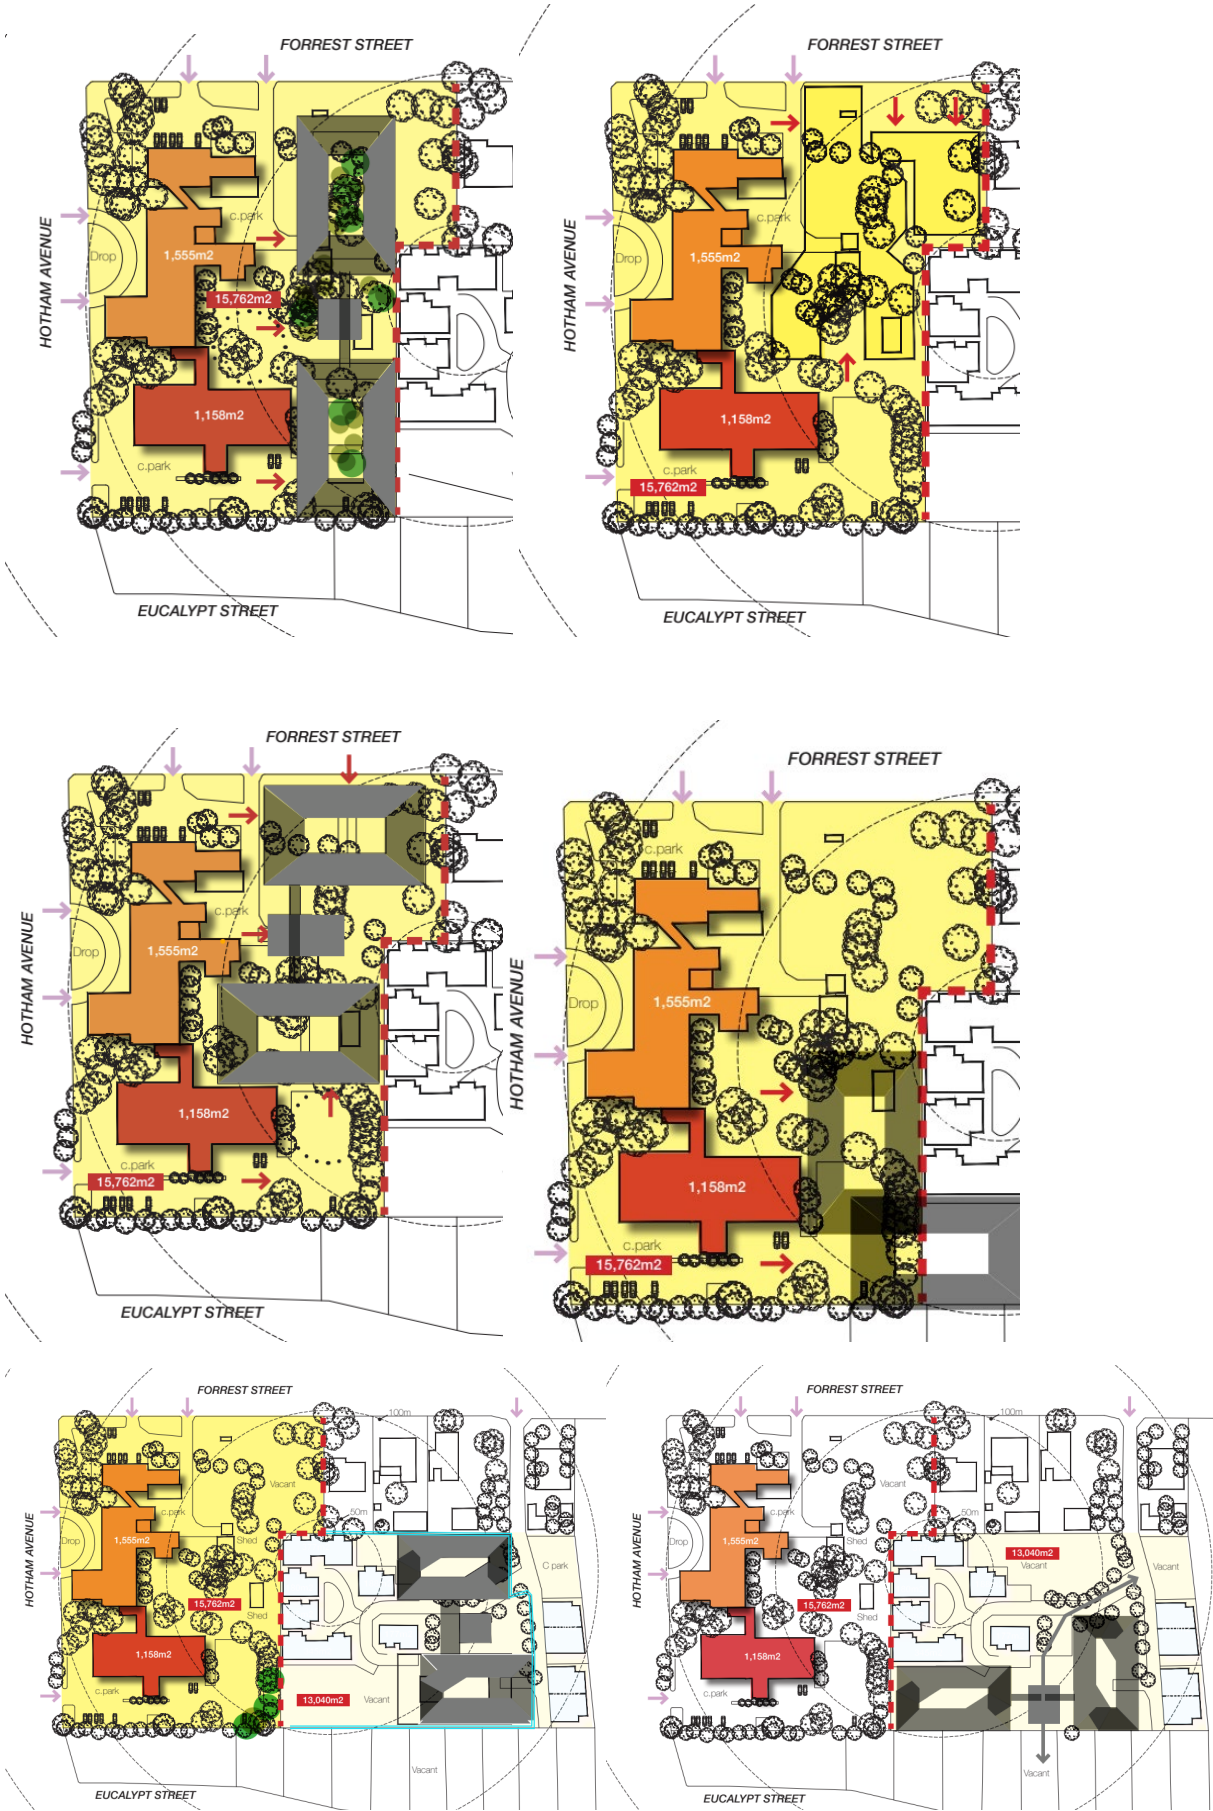 FORREST STREET
HOTHAM AVENUE
c.park
Drop
1,555m2
15,762m2
1,158m2
c.park
EUCALYPT STREET
FORREST STREET
HOTHAM AVENUE
c.park
Drop
1,555m2
1,158m2
c.park
15,762m2
EUCALYPT STREET
FORREST STREET
HOTHAM AVENUE
c.park
Drop
1,555m2
1,158m2
c.park
15,762m2
EUCALYPT STREET
FORREST STREET
HOTHAM AVENUE
c.park
Drop
1,555m2
1,158m2
c.park
15,762m2
FORREST STREET
100m
HOTHAM AVENUE
Vacant
c.park
50m
Drop
1,555m2
Shed
C park
15,762m2
Shed
1,158m2
c.park
13,040m2
Vacant
Vacant
EUCALYPT STREET
FORREST STREET
100m
HOTHAM AVENUE
Vacant
c.park
50m
Drop
1,555m2
Shed
13,040m2
Vacant
Vacant
15,762m2
Shed
1,158m2
c.park
Vacant
EUCALYPT STREET